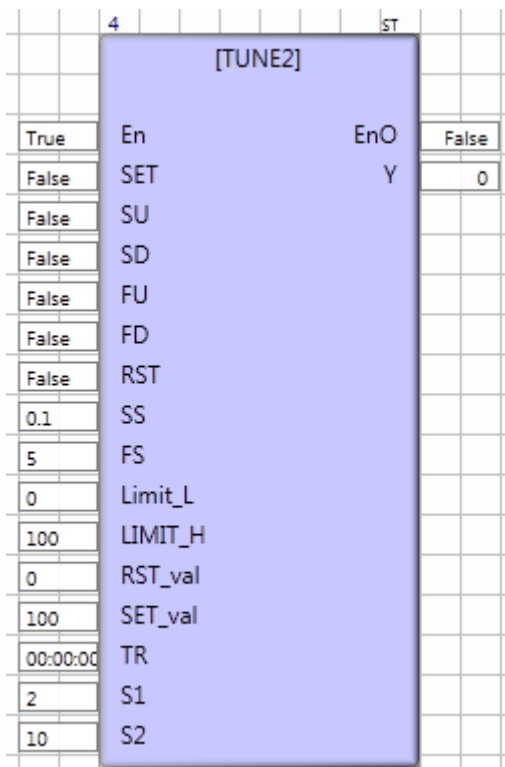 4 ST
[TUNE2]
True En EnO False
False SET Y 0
False SU
False SD
False FU
False FD
False RST
0.1 SS
5 FS
0 Limit_L
100 LIMIT_H
0 RST_val
100 SET_val
00:00:00 TR
2 S1
10 S2